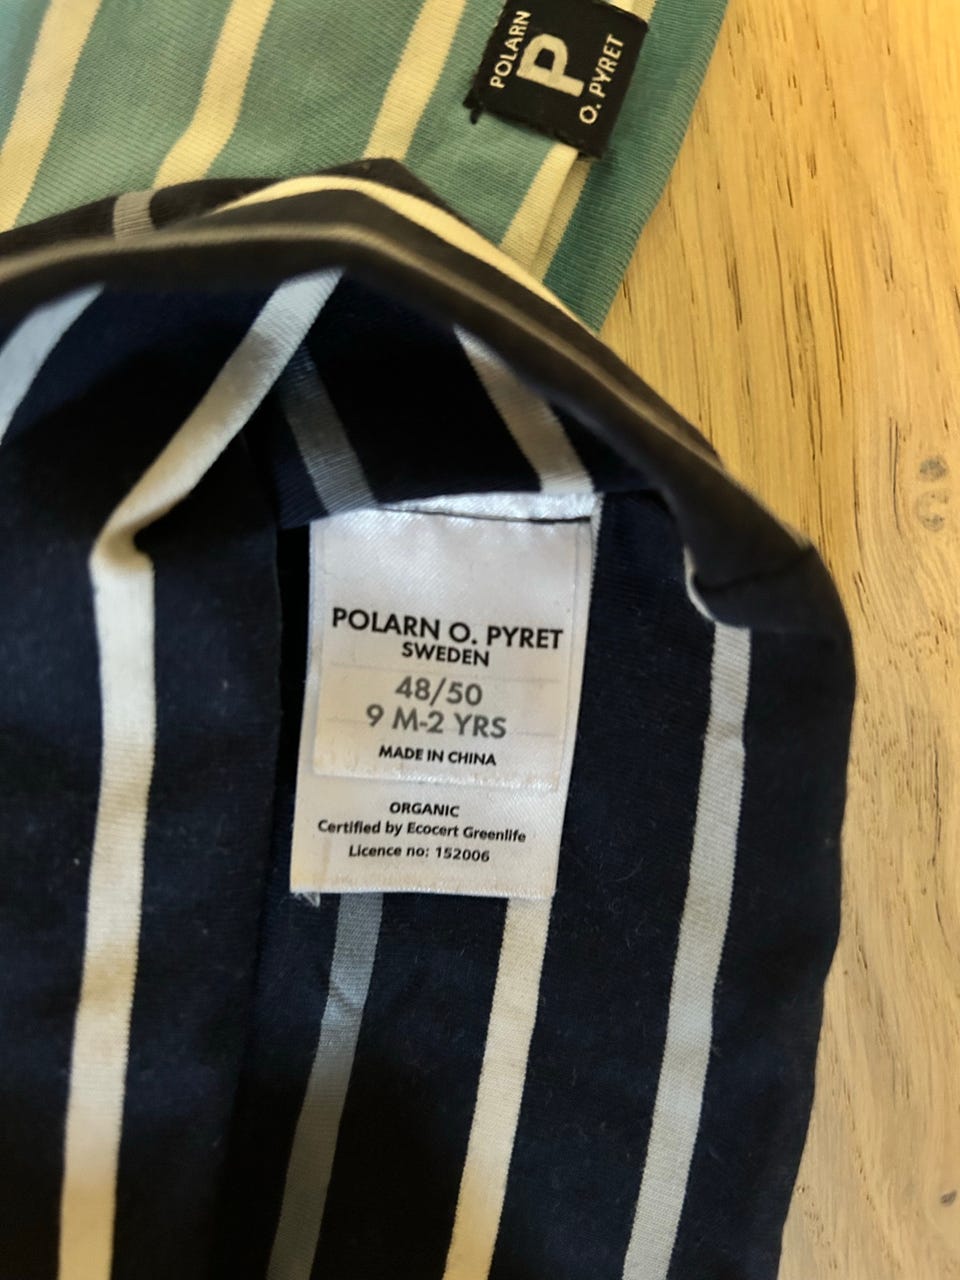 POLARN
P
O. PYRET
POLARN O. PYRET
SWEDEN
48/50
9 M-2 YRS
MADE IN CHINA
ORGANIC
Certified by Ecocert Greenlife
Licence no: 152006